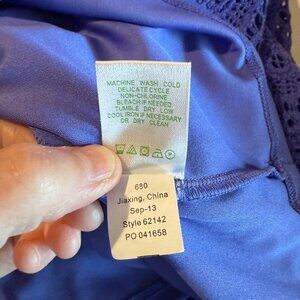 MACHINE WASH COLD
DELICATE CYCLE
NON-CHLORINE
BLEACH IF NEEDED
TUMBLE DRY LOW
COOL IRON IF NECESSARY
OR DRY CLEAN
680
Jiaxing, China
Sep-13
Style 62142
PO 041658